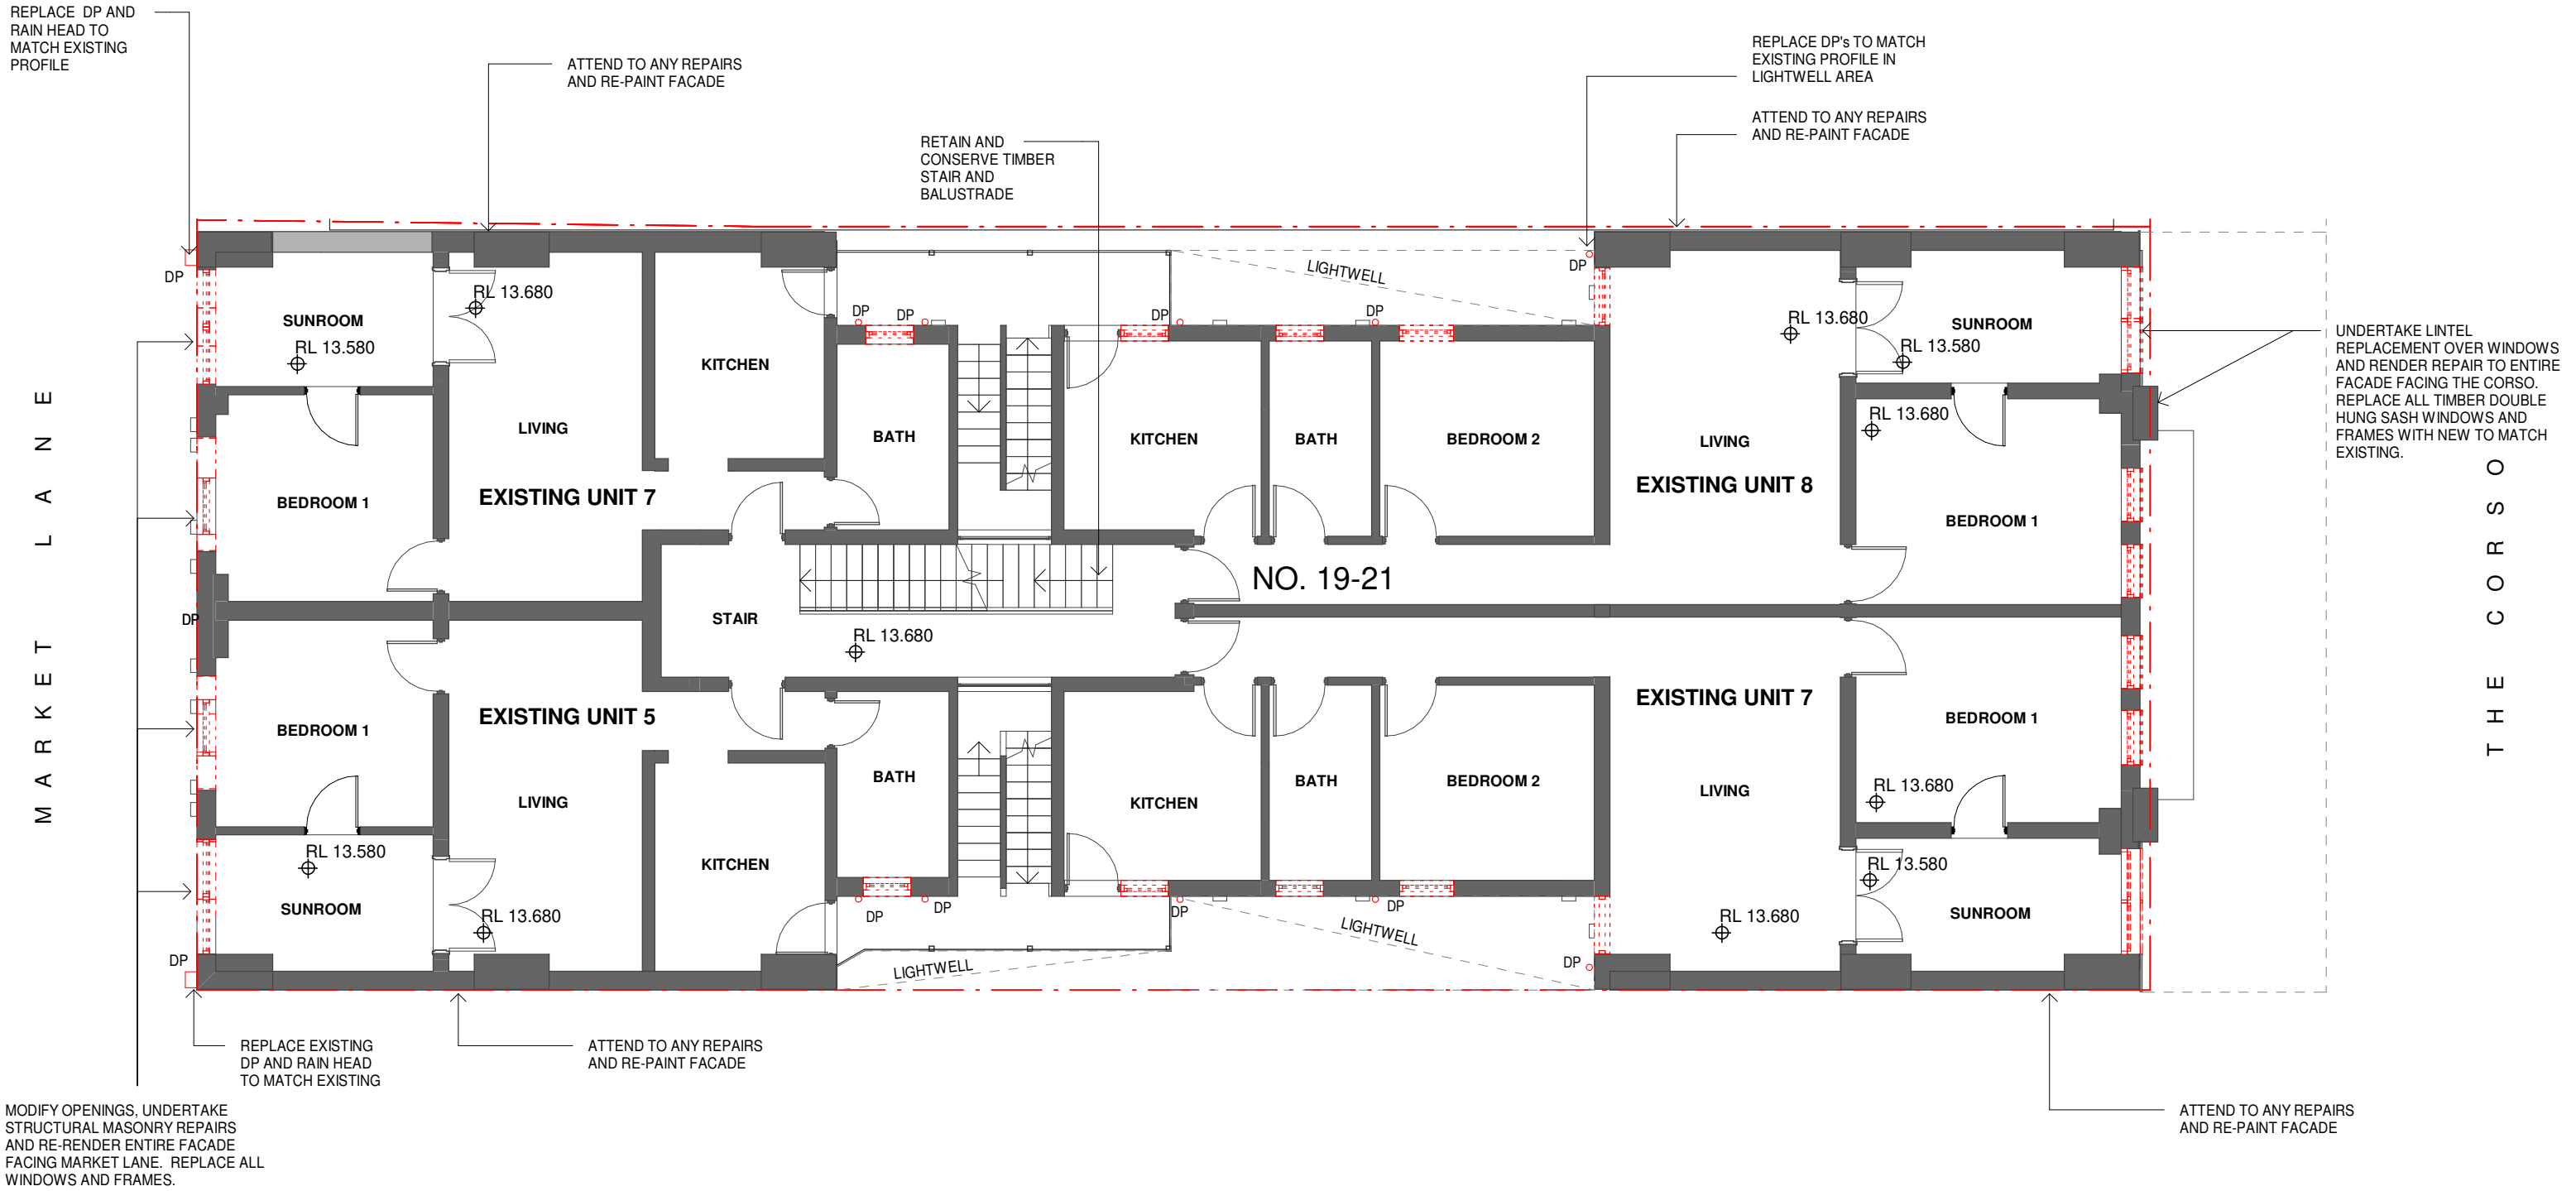 REPLACE DP AND
RAIN HEAD TO
MATCH EXISTING
PROFILE
ATTEND TO ANY REPAIRS
AND RE-PAINT FACADE
RETAIN AND
CONSERVE TIMBER
STAIR AND
BALUSTRADE
REPLACE DP's TO MATCH
EXISTING PROFILE IN
LIGHTWELL AREA
ATTEND TO ANY REPAIRS
AND RE-PAINT FACADE
UNDERTAKE LINTEL
REPLACEMENT OVER WINDOWS
AND RENDER REPAIR TO ENTIRE
FACADE FACING THE CORSO.
REPLACE ALL TIMBER DOUBLE
HUNG SASH WINDOWS AND
FRAMES WITH NEW TO MATCH
EXISTING.
MARKET LANE
THE CORSO
DP
SUNROOM
RL 13.580
RL 13.680
KITCHEN
LIVING
BEDROOM 1
EXISTING UNIT 7
DP
DP
BATH
DP
DP
LIGHTWELL
DP
KITCHEN
BATH
BEDROOM 2
RL 13.680
SUNROOM
RL 13.580
RL 13.680
LIVING
EXISTING UNIT 8
BEDROOM 1
NO. 19-21
STAIR
RL 13.680
DP
BEDROOM 1
EXISTING UNIT 5
LIVING
BATH
KITCHEN
RL 13.580
SUNROOM
RL 13.680
DP
DP
DP
LIGHTWELL
KITCHEN
BATH
BEDROOM 2
DP
DP
LIGHTWELL
DP
EXISTING UNIT 7
LIVING
BEDROOM 1
RL 13.680
RL 13.580
RL 13.680
SUNROOM
REPLACE EXISTING
DP AND RAIN HEAD
TO MATCH EXISTING
ATTEND TO ANY REPAIRS
AND RE-PAINT FACADE
MODIFY OPENINGS, UNDERTAKE
STRUCTURAL MASONRY REPAIRS
AND RE-RENDER ENTIRE FACADE
FACING MARKET LANE. REPLACE ALL
WINDOWS AND FRAMES.
ATTEND TO ANY REPAIRS
AND RE-PAINT FACADE